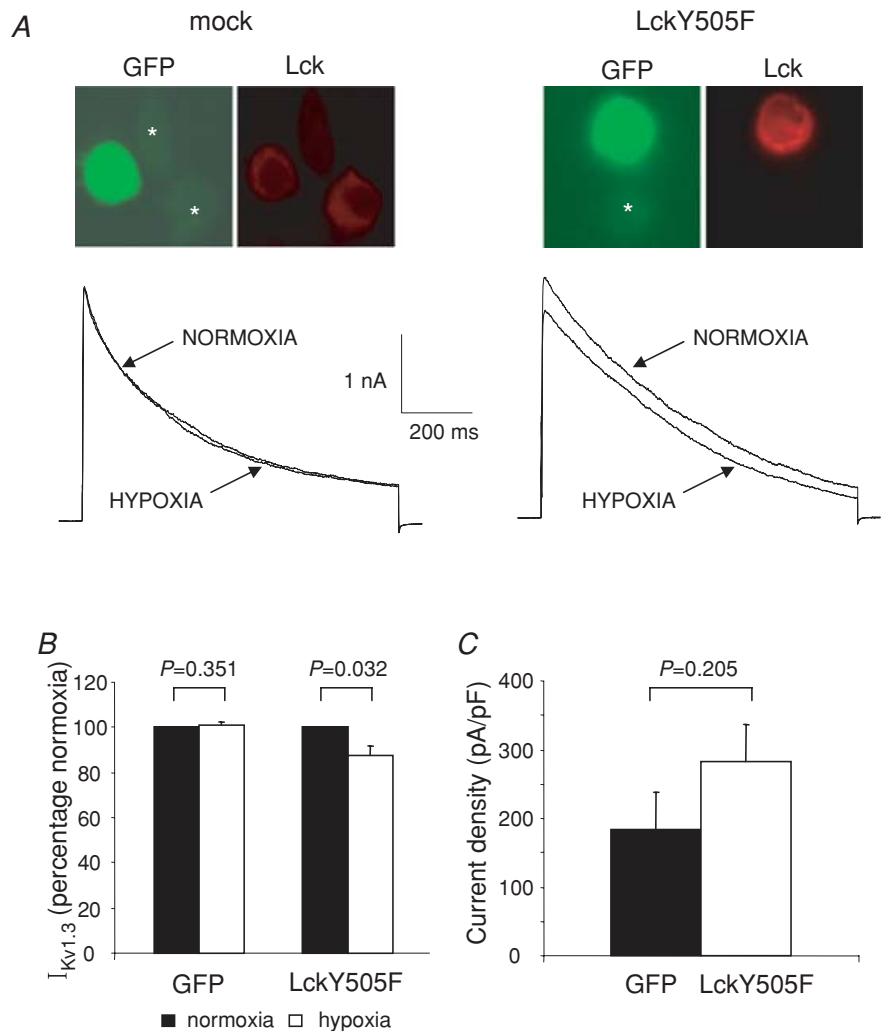 A
mock
LckY505F
GFP
Lck
GFP
Lck
*
*
*
NORMOXIA
HYPOXIA
1 nA
200 ms
NORMOXIA
HYPOXIA
B
P=0.351
P=0.032
I Kv1.3 (percentage normoxia)
120
100
80
60
40
20
0
GFP
LckY505F
normoxia
hypoxia
C
P=0.205
Current density (pA/pF)
400
300
200
100
0
GFP
LckY505F